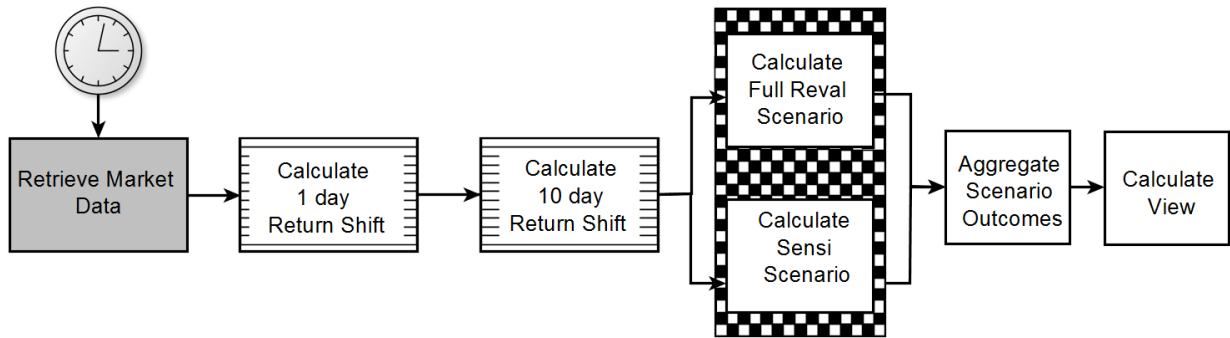 Retrieve Market
Data
Calculate
1 day
Return Shift
Calculate
10 day
Return Shift
Calculate
Full Reval
Scenario
Calculate
Sensi
Scenario
Aggregate
Scenario
Outcomes
Calculate
View